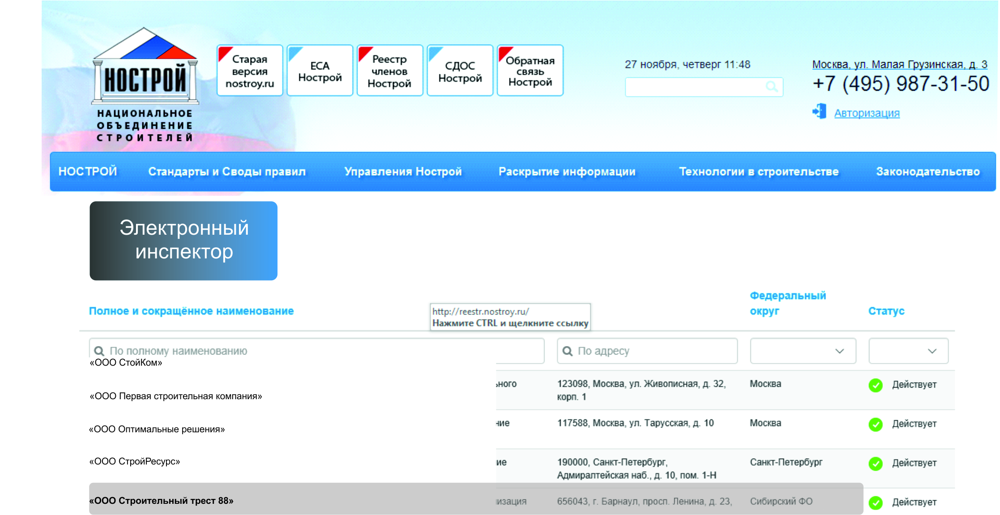 НОСТРОЙ
НАЦИОНАЛЬНОЕ
ОБЪЕДИНЕНИЕ
СТРОИТЕЛЕЙ
Старая
версия
nostroy.ru
ЕСА
Нострой
Реестр
членов
Нострой
СДОС
Нострой
Обратная
связь
Нострой
27 ноября, четверг 11:48
Москва, ул. Малая Грузинская, д. 3
+7 (495) 987-31-50
Авторизация
НОСТРОЙ Стандарты и Своды правил Управления Нострой Раскрытие информации Технологии в строительстве Законодательство
Электронный
инспектор
Полное и сокращённое наименование
http://reestr.nostroy.ru/
Нажмите CTRL и щелкните ссылку
Федеральный
округ
Статус
По полному наименованию
По адресу
«ООО СтойКом»
ьного
123098, Москва, ул. Живописная, д. 32,
корп. 1
Москва
Действует
«ООО Первая строительная компания»
ние
117588, Москва, ул. Тарусская, д. 10
Москва
Действует
«ООО Оптимальные решения»
ие
190000, Санкт-Петербург,
Адмиралтейская наб., д. 10, пом. 1-Н
Санкт-Петербург
Действует
«ООО СтройРесурс»
«ООО Строительный трест 88»
изация
656043, г. Барнаул, просп. Ленина, д. 23,
Сибирский ФО
Действует